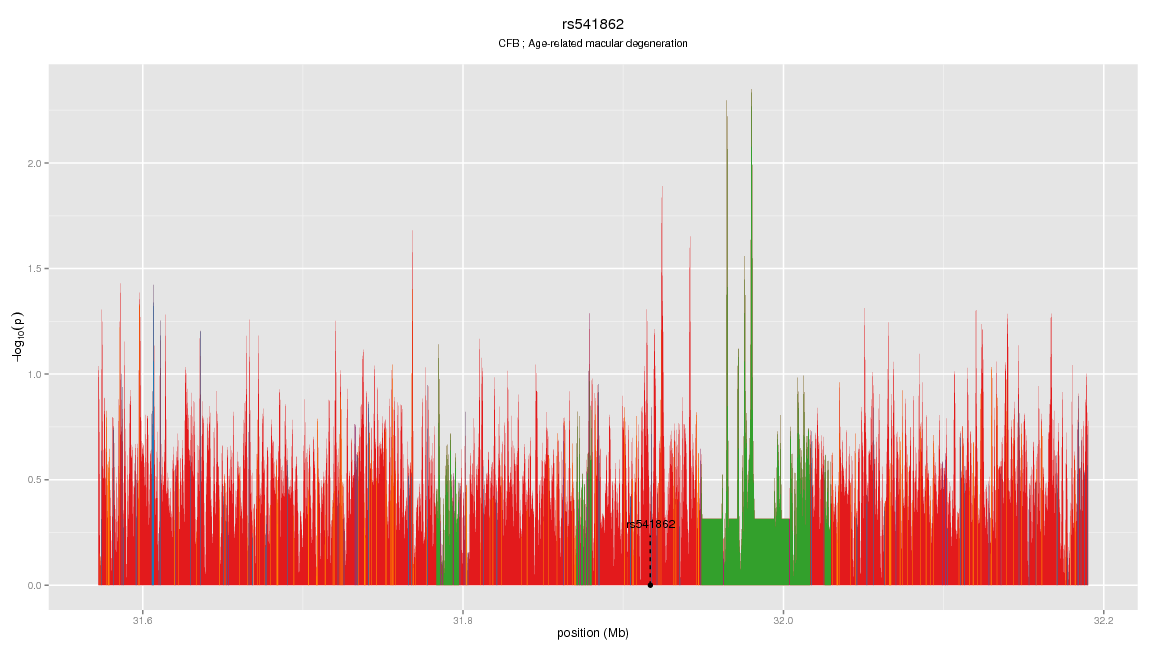 rs541862
CFB ; Age-related macular degeneration
−log10(p)
2.0
1.5
1.0
0.5
0.0
rs541862
31.6
31.8
32.0
32.2
position (Mb)